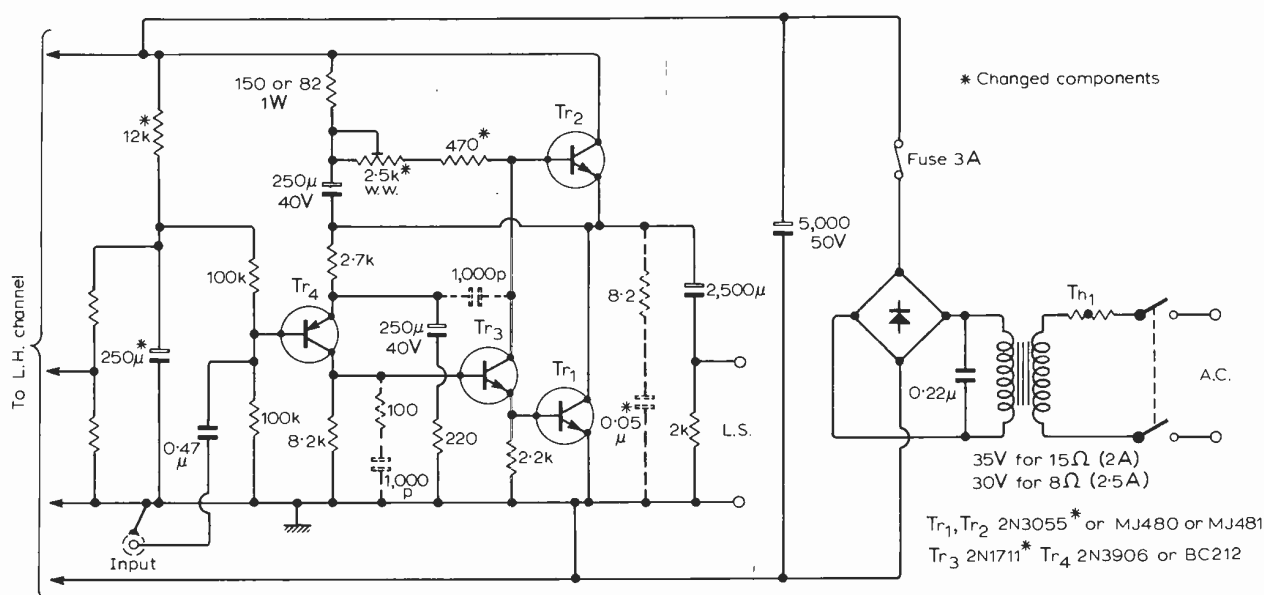 150 or 82
1W
* Changed components
*
12k
Tr2
470*
2.5k*
w.w.
Fuse 3A
250μ
40V
5,000
50V
100k
2.7k
1,000p
8.2
2,500μ
Th1
Tr4
250μ
40V
Tr3
To L.H. channel
250μ*
Tr1
A.C.
0.22μ
100
*
0.05
μ
L.S.
100k
8.2k
220
2k
0.47
μ
2.2k
1,000
p
35V for 15Ω (2A)
30V for 8Ω (2.5A)
Input
Tr1, Tr2 2N3055* or MJ480 or MJ481
Tr3 2N1711* Tr4 2N3906 or BC212